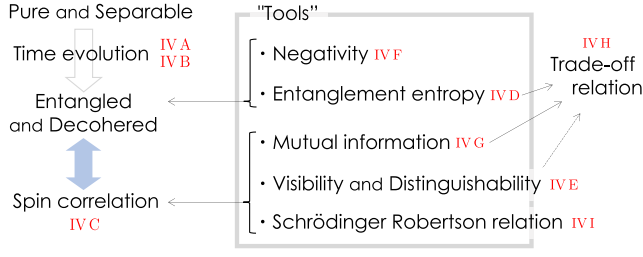 Pure and Separable
Time evolution IV A
IV B
Entangled
and Decohered
Spin correlation
IV C
"Tools”
・Negativity IV F
・Entanglement entropy IV D
・Mutual information IV G
・Visibility and Distinguishability IV E
・Schrödinger Robertson relation IV I
IV H
Trade-off
relation